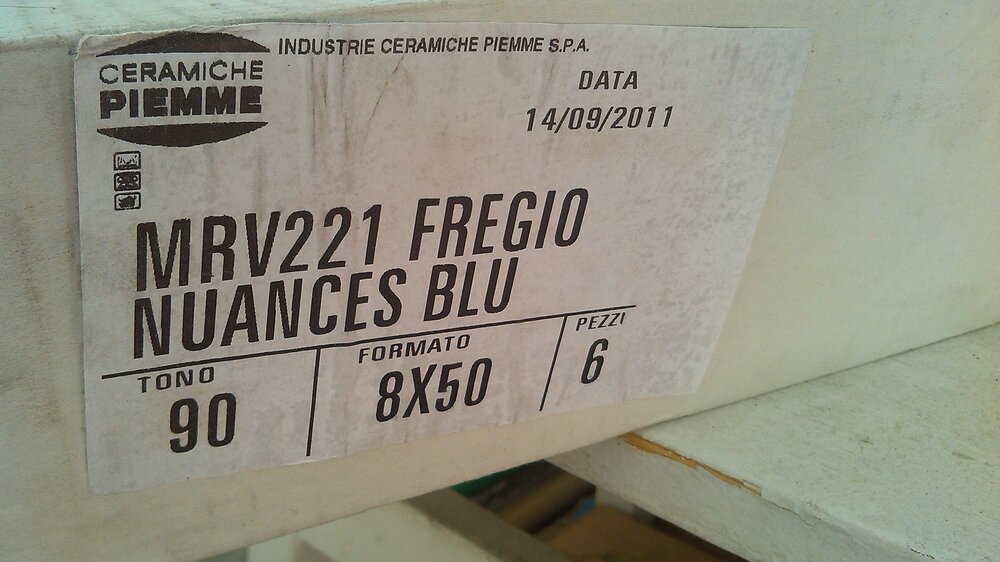 INDUSTRIE CERAMICHE PIEMME S.P.A.
CERAMICHE
PIEMME
DATA
14/09/2011
MRV221 FREGIO
NUANCES BLU
TONO
90
FORMATO
8X50
PEZZI
6